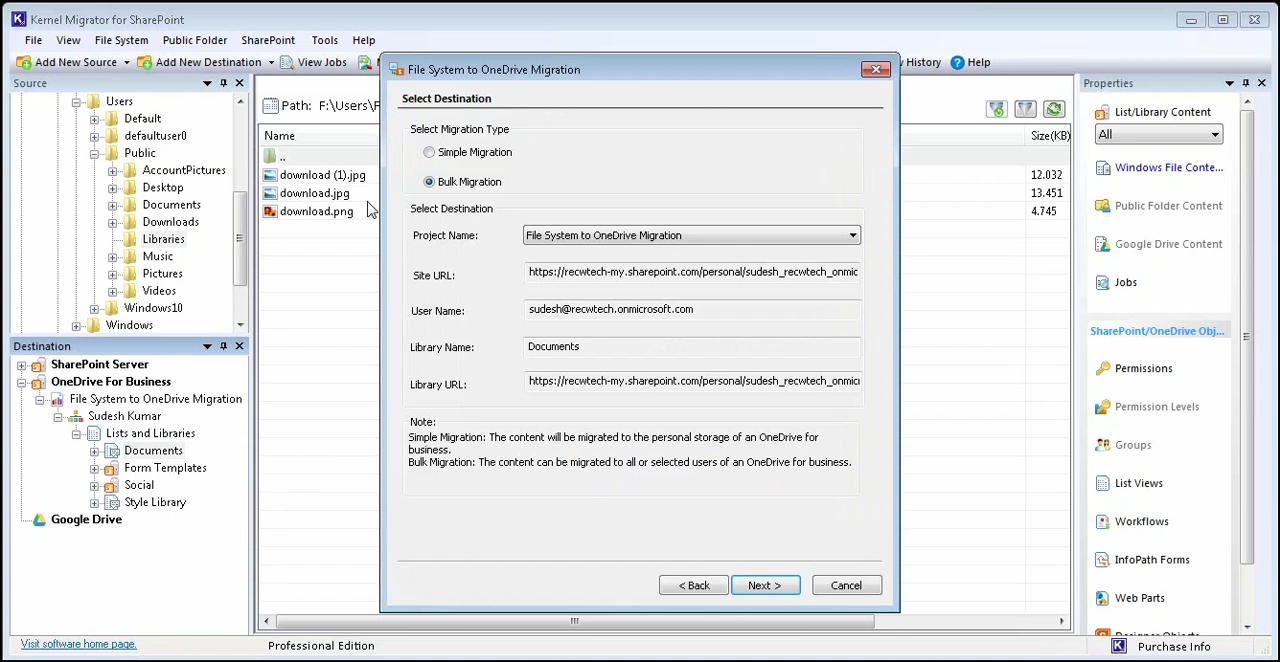 Kernel Migrator for SharePoint
File View File System Public Folder SharePoint Tools Help
Add New Source Add New Destination View Jobs History Help
Source
Users
Default
defaultuser0
Public
AccountPictures
Desktop
Documents
Downloads
Libraries
Music
Pictures
Videos
Windows10
Windows
Destination
SharePoint Server
OneDrive For Business
File System to OneDrive Migration
Sudesh Kumar
Lists and Libraries
Documents
Form Templates
Social
Style Library
Google Drive
Path: F:\Users\P
Name
Size(KB)
..
download (1).jpg
12.032
download.jpg
13.451
download.png
4.745
File System to OneDrive Migration
Select Destination
Select Migration Type
Simple Migration
Bulk Migration
Select Destination
Project Name: File System to OneDrive Migration
Site URL: https://recwtech-my.sharepoint.com/personal/sudesh_recwtech_onmic
User Name: sudesh@recwtech.onmicrosoft.com
Library Name: Documents
Library URL: https://recwtech-my.sharepoint.com/personal/sudesh_recwtech_onmic
Note:
Simple Migration: The content will be migrated to the personal storage of an OneDrive for
business.
Bulk Migration: The content can be migrated to all or selected users of an OneDrive for business.
< Back Next > Cancel
Properties
List/Library Content
All
Windows File Conte...
Public Folder Content
Google Drive Content
Jobs
SharePoint/OneDrive Obj...
Permissions
Permission Levels
Groups
List Views
Workflows
InfoPath Forms
Web Parts
Designer Objects
Visit software home page.
Professional Edition
Purchase Info